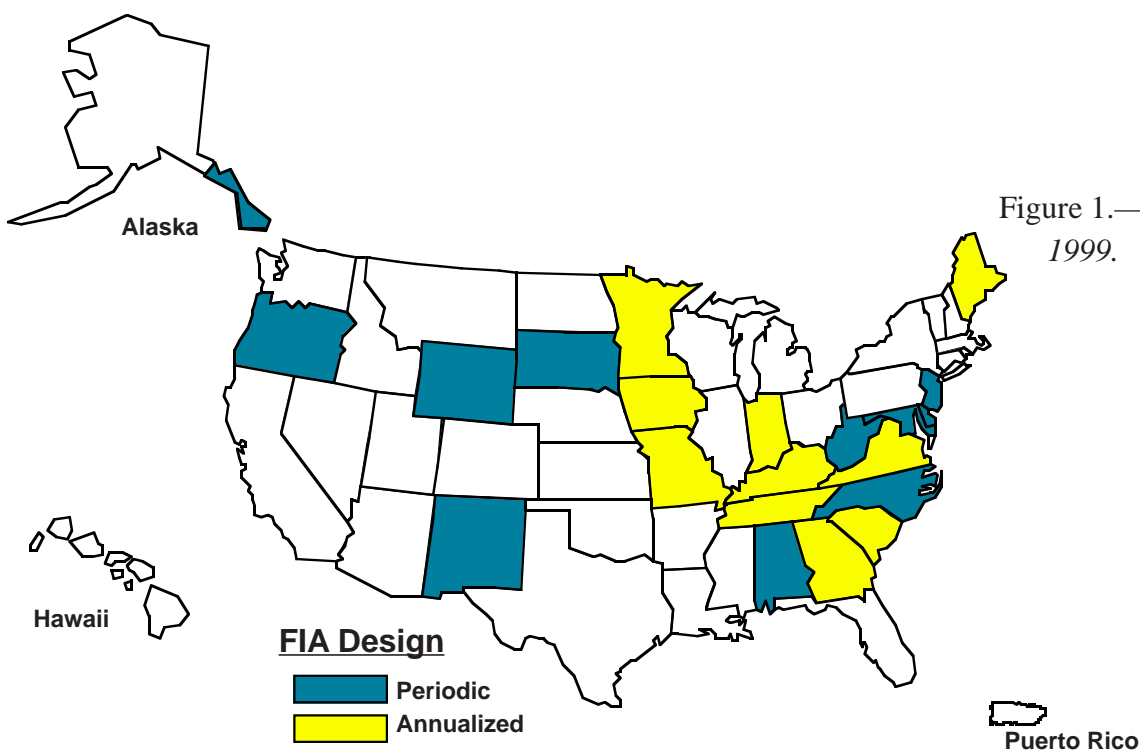 Alaska
Figure 1.—
1999.
Hawaii
FIA Design
Periodic
Annualized
Puerto Rico